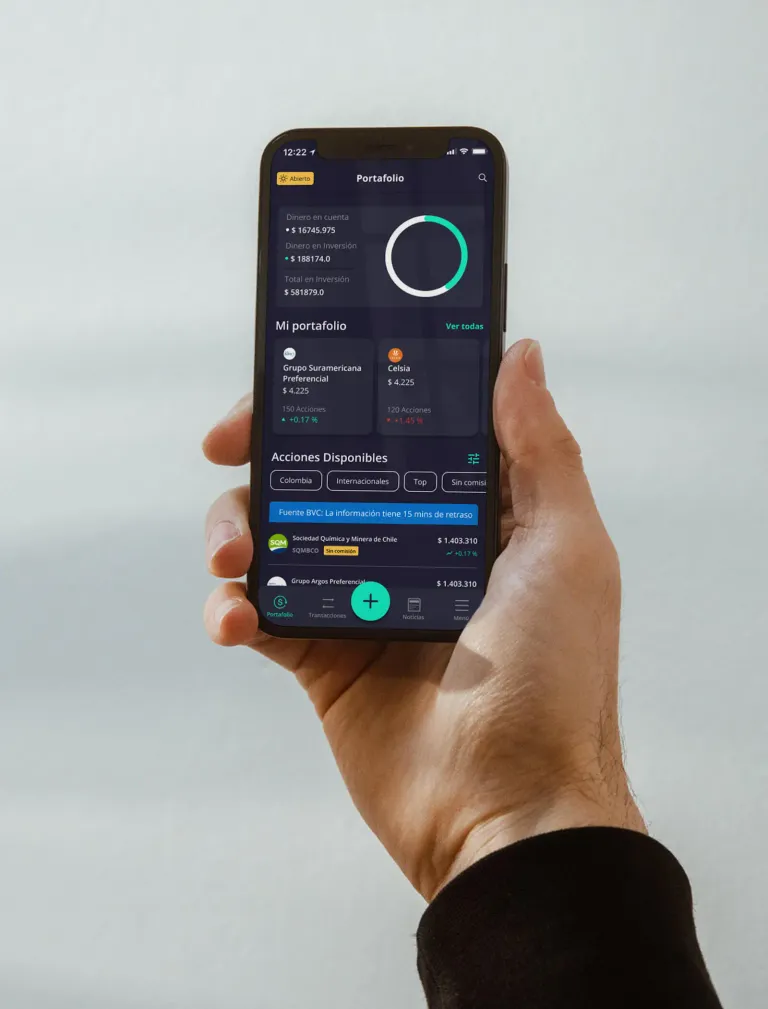 12:22
Abierto
Portafolio
Dinero en cuenta
• $ 16745.975
Dinero en Inversión
• $ 188174.0
Total en Inversión
$ 581879.0
Mi portafolio
Ver todas
Grupo Suramericana
Preferencial
$ 4.225
150 Acciones
+0.17 %
Celsia
$ 4.225
120 Acciones
+1.45 %
Acciones Disponibles
Colombia
Internacionales
Top
Sin comisi
Fuente BVC: La información tiene 15 mins de retraso
SQM
Sociedad Química y Minera de Chile
$ 1.403.310
SQMBCO
Sin comisión
+0,17 %
Grupo Argos Preferencial
$ 1.403.310
Portafolio
Transacciones
+
Noticias
Menú